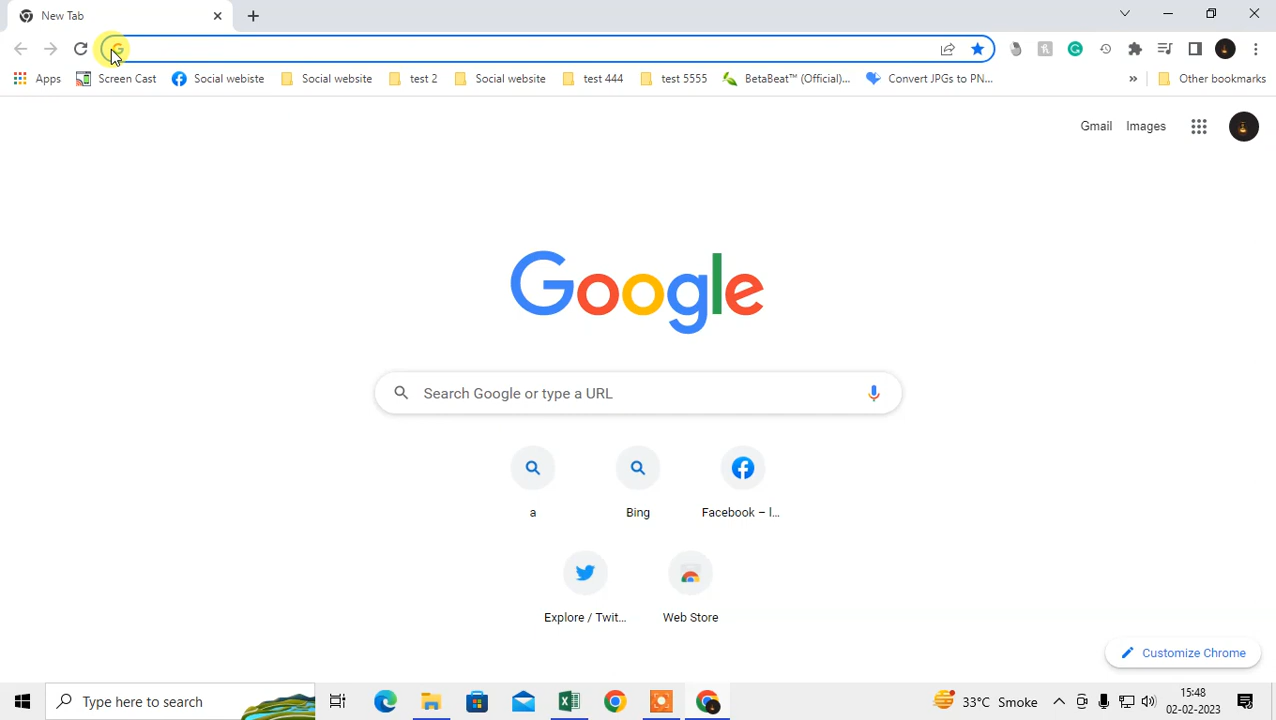 New Tab
Apps Screen Cast Social webiste Social website test 2 Social website test 444 test 5555 BetaBeat™ (Official)... Convert JPGs to PN... » Other bookmarks
Gmail Images
Google
Search Google or type a URL
a Bing Facebook – l...
Explore / Twit... Web Store
Customize Chrome
Type here to search 33°C Smoke 15:48
02-02-2023